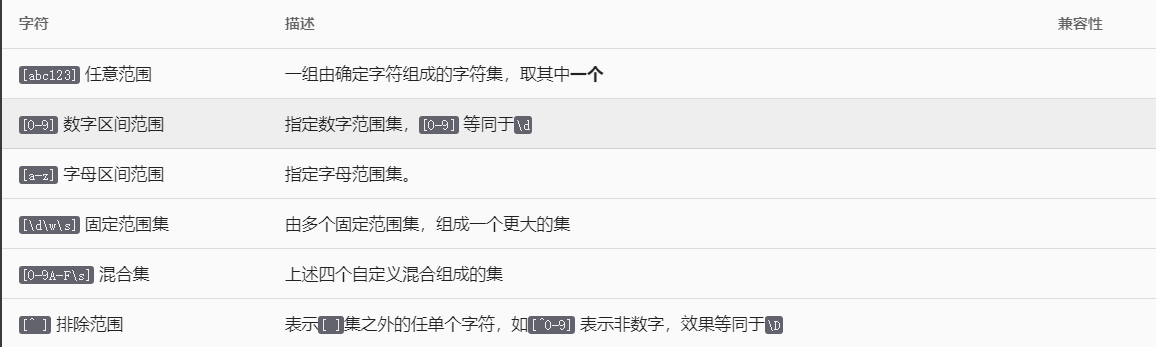 字符 描述 兼容性
[abc123] 任意范围 一组由确定字符组成的字符集，取其中一个
[0-9] 数字区间范围 指定数字范围集，[0-9] 等同于\d
[a-z] 字母区间范围 指定字母范围集。
[\d\w\s] 固定范围集 由多个固定范围集，组成一个更大的集
[0-9A-F\s] 混合集 上述四个自定义混合组成的集
[^ ] 排除范围 表示[ ]集之外的任单个字符，如[^0-9] 表示非数字，效果等同于\D